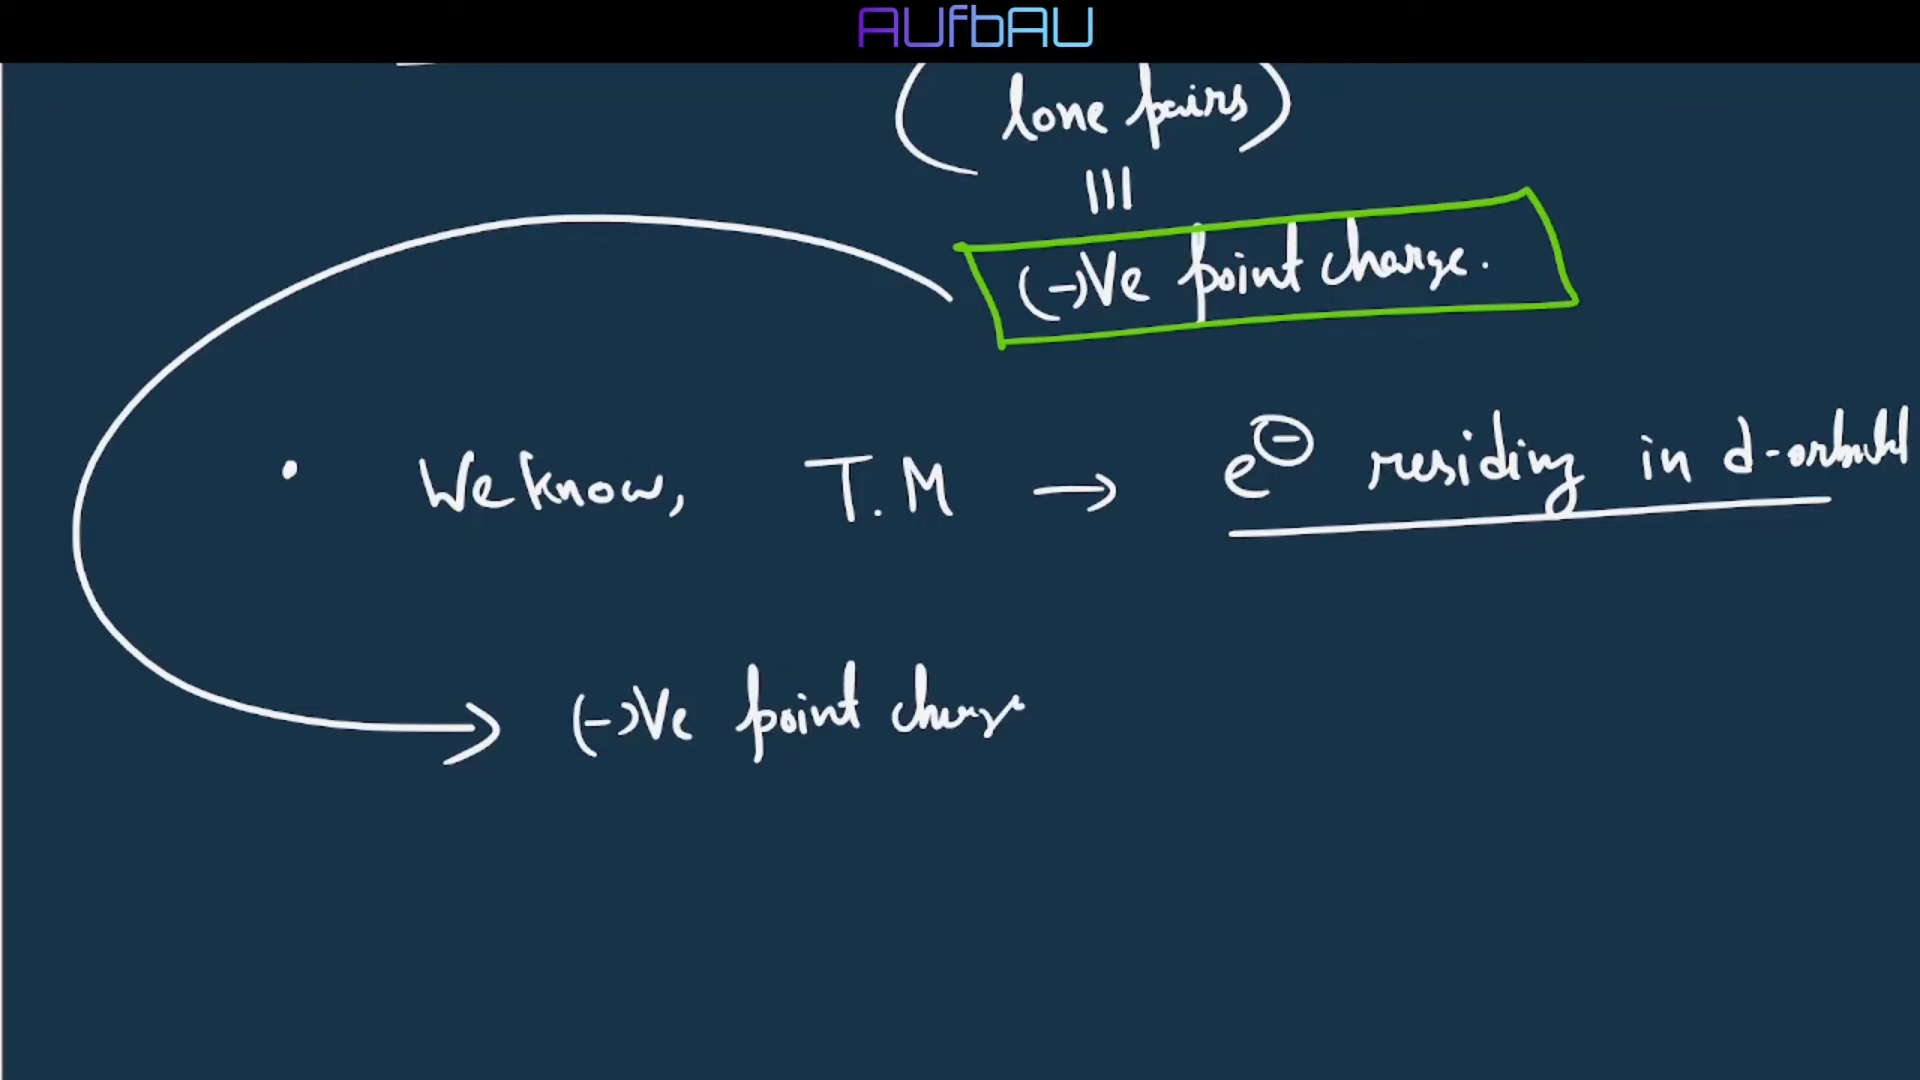 AUfbAU
(lone pairs)
|||
(-)Ve point charge.
• We know, T.M → e⊖ residing in d-orbital
(-)Ve point charge